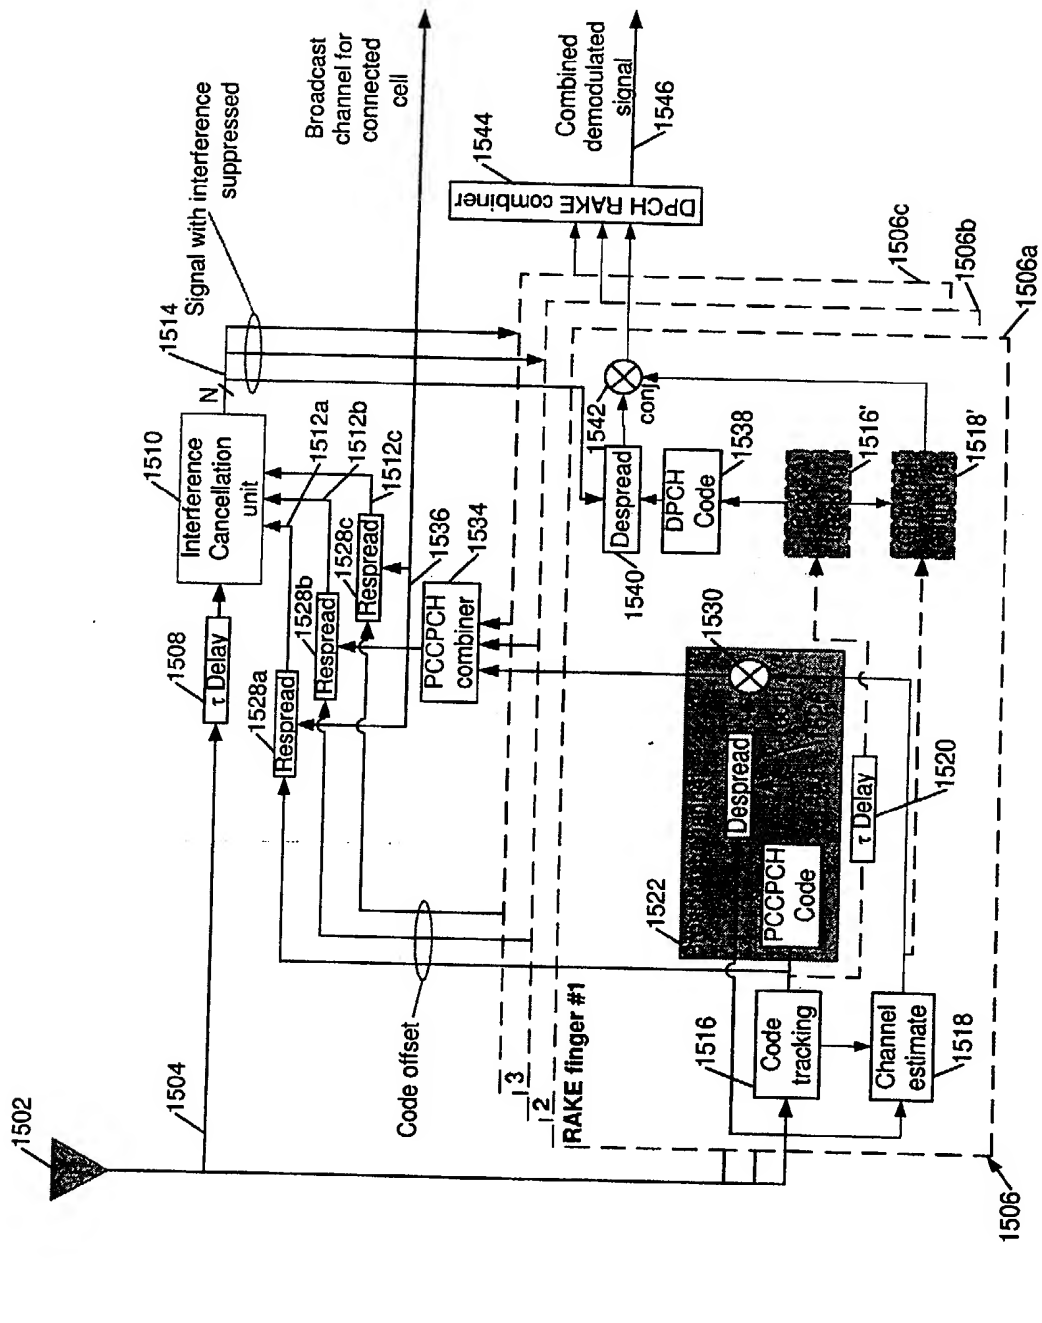 1502
1504
1508
τ Delay
1510
Interference
Cancellation
unit
N
1514
Signal with interference
suppressed
1512a
1512b
1512c
1528a
Respread
1528b
Respread
1528c
Respread
1536
1534
PCCPCH
combiner
Broadcast
channel for
connected
cell
Code offset
3
2
RAKE finger #1
1516
Code
tracking
1518
Channel
estimate
1522
PCCPCH
Code
Despread
1530
τ Delay
1520
1540
Despread
1542
conj
DPCH
Code
1538
1516'
1518'
1544
DPCH RAKE combiner
Combined
demodulated
signal
1546
1506c
1506b
1506a
1506